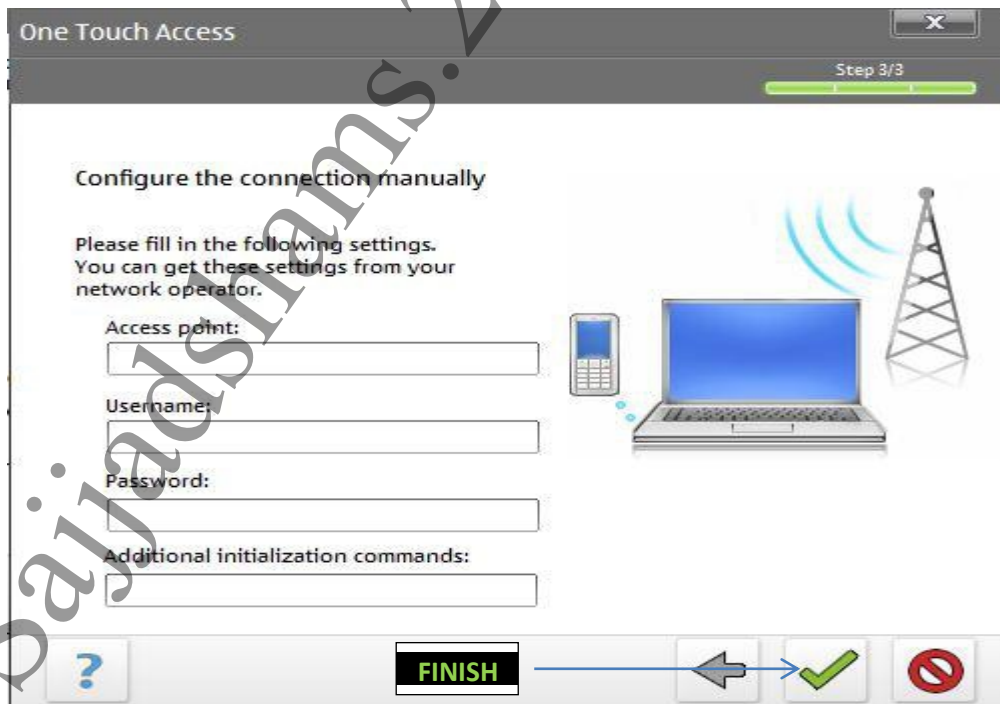 One Touch Access
x
Step 3/3
Configure the connection manually
Please fill in the following settings.
You can get these settings from your
network operator.
Access point:
Username:
Password:
Additional initialization commands:
?
FINISH